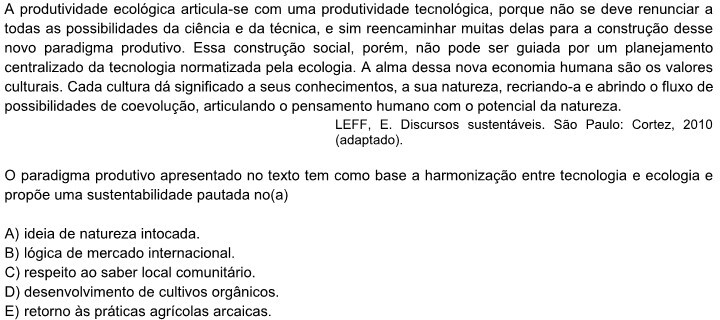 A produtividade ecológica articula-se com uma produtividade tecnológica, porque não se deve renunciar a
todas as possibilidades da ciência e da técnica, e sim reencaminhar muitas delas para a construção desse
novo paradigma produtivo. Essa construção social, porém, não pode ser guiada por um planejamento
centralizado da tecnologia normatizada pela ecologia. A alma dessa nova economia humana são os valores
culturais. Cada cultura dá significado a seus conhecimentos, a sua natureza, recriando-a e abrindo o fluxo de
possibilidades de coevolução, articulando o pensamento humano com o potencial da natureza.
LEFF, E. Discursos sustentáveis. São Paulo: Cortez, 2010
(adaptado).
O paradigma produtivo apresentado no texto tem como base a harmonização entre tecnologia e ecologia e
propõe uma sustentabilidade pautada no(a)
A) ideia de natureza intocada.
B) lógica de mercado internacional.
C) respeito ao saber local comunitário.
D) desenvolvimento de cultivos orgânicos.
E) retorno às práticas agrícolas arcaicas.